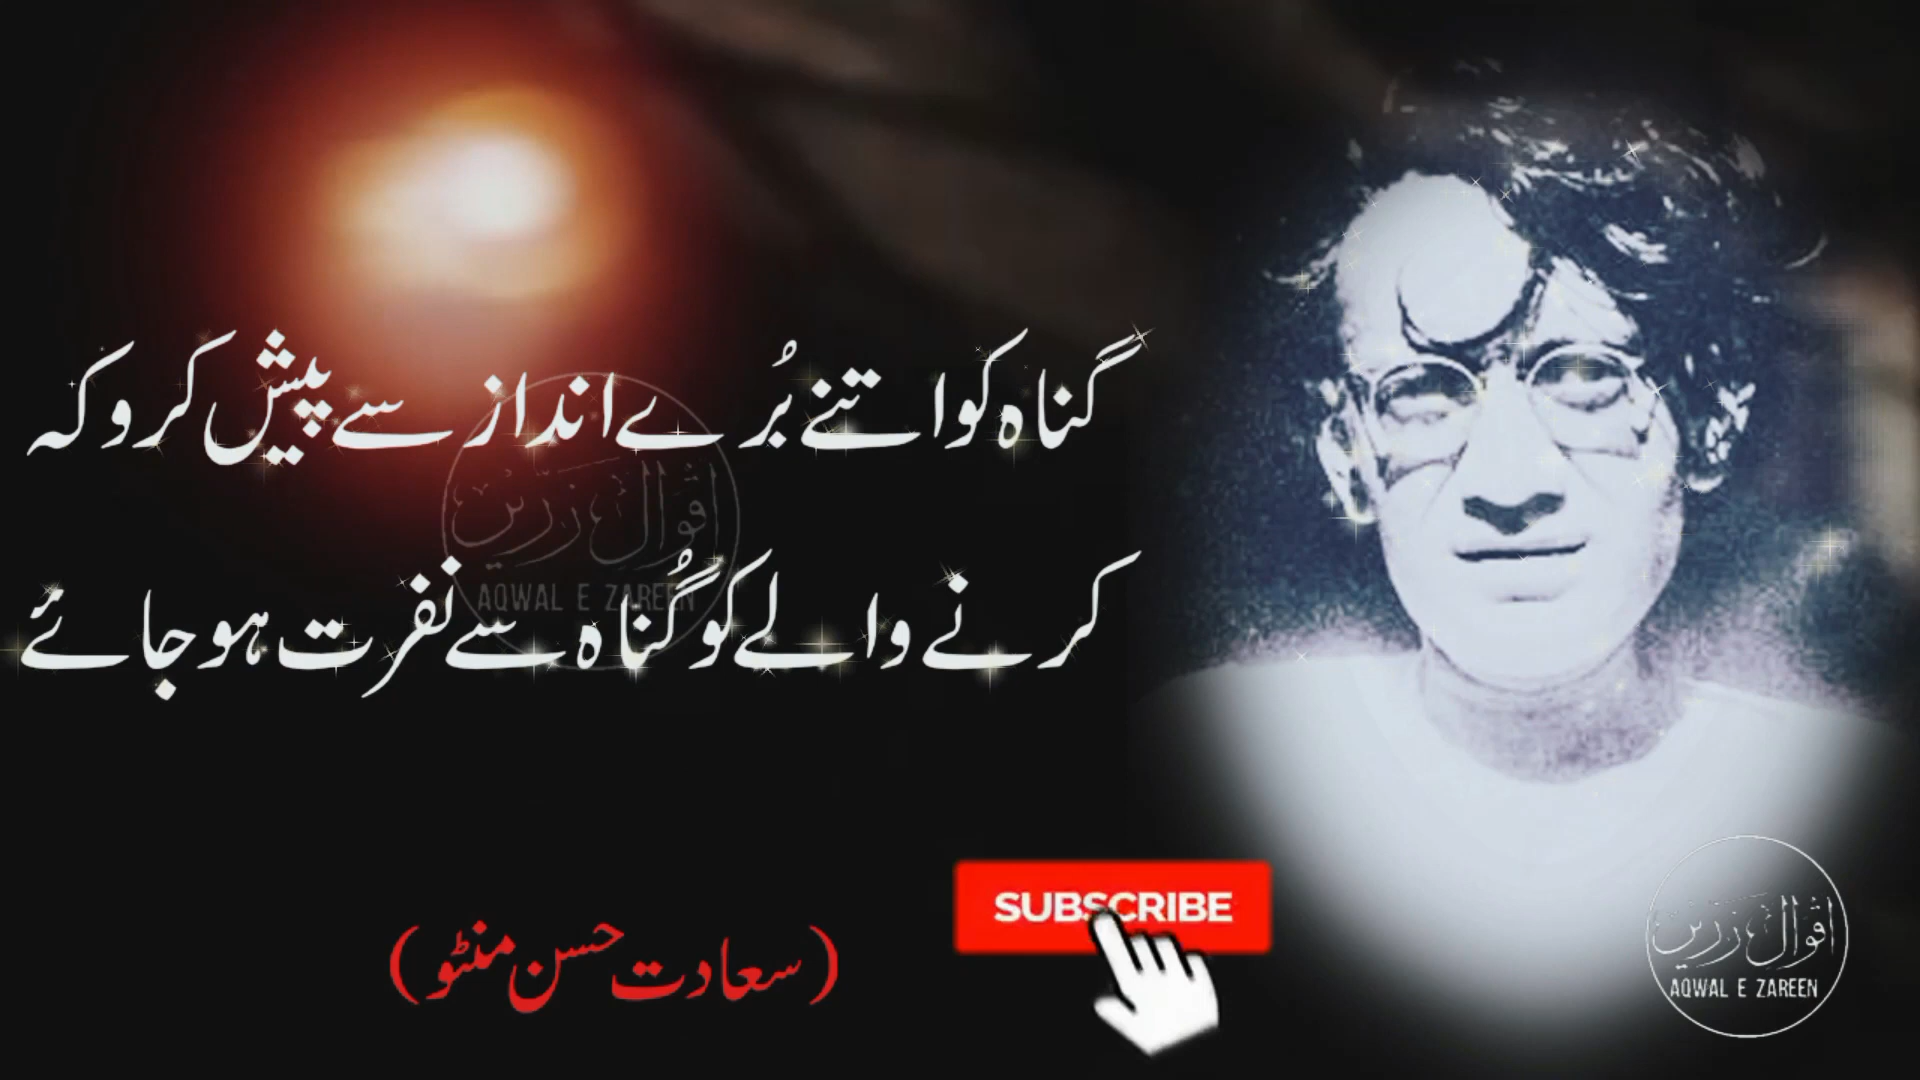 گناہ کو اتنے بُرے انداز سے پیش کرو کہ
اقوال زریں
AQWAL E ZAREEN
کرنے والے کو گُناہ سے نفرت ہو جائے
SUBSCRIBE
(سعادت حسن منٹو)
اقوال زریں
AQWAL E ZAREEN